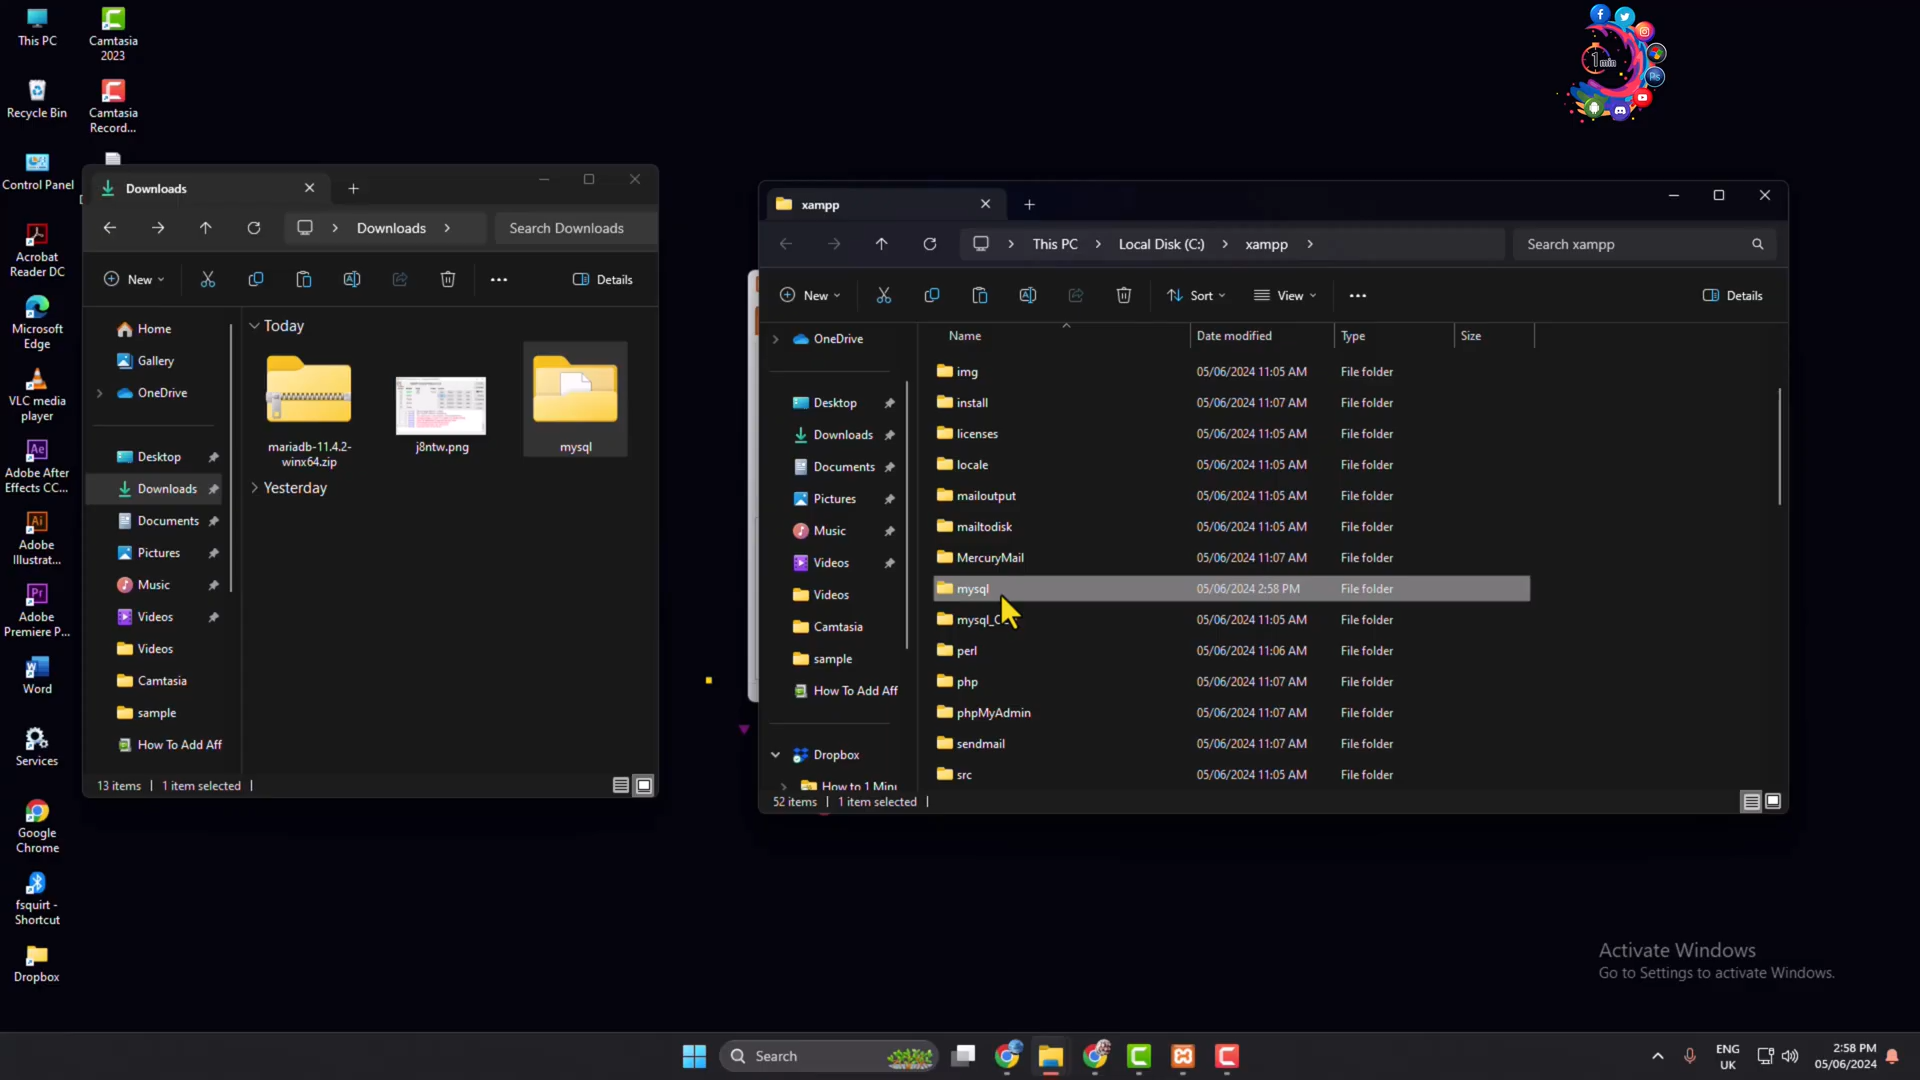 This PC
Camtasia
2023
Recycle Bin
Camtasia
Record...
Control Panel
Acrobat
Reader DC
Microsoft
Edge
VLC media
player
Adobe After
Effects CC...
Adobe
Illustrat...
Adobe
Premiere P...
Word
Services
Google
Chrome
fsquirt -
Shortcut
Dropbox
Downloads
Downloads
Search Downloads
New
Details
Home
Gallery
OneDrive
Desktop
Downloads
Documents
Pictures
Music
Videos
Videos
Camtasia
sample
How To Add Aff
Today
mariadb-11.4.2-
winx64.zip
j8ntw.png
mysql
Yesterday
13 items
1 item selected
xampp
This PC
Local Disk (C:)
xampp
Search xampp
New
Sort
View
Details
OneDrive
Desktop
Downloads
Documents
Pictures
Music
Videos
Videos
Camtasia
sample
How To Add Aff
Dropbox
How to 1 Minu
Name Date modified Type Size
img 05/06/2024 11:05 AM File folder
install 05/06/2024 11:07 AM File folder
licenses 05/06/2024 11:05 AM File folder
locale 05/06/2024 11:05 AM File folder
mailoutput 05/06/2024 11:05 AM File folder
mailtodisk 05/06/2024 11:05 AM File folder
MercuryMail 05/06/2024 11:07 AM File folder
mysql 05/06/2024 2:58 PM File folder
05/06/2024 11:05 AM File folder
perl 05/06/2024 11:06 AM File folder
php 05/06/2024 11:07 AM File folder
phpMyAdmin 05/06/2024 11:07 AM File folder
sendmail 05/06/2024 11:07 AM File folder
src 05/06/2024 11:05 AM File folder
52 items
1 item selected
1 min
Ps
Activate Windows
Go to Settings to activate Windows.
Search
ENG
UK
2:58 PM
05/06/2024